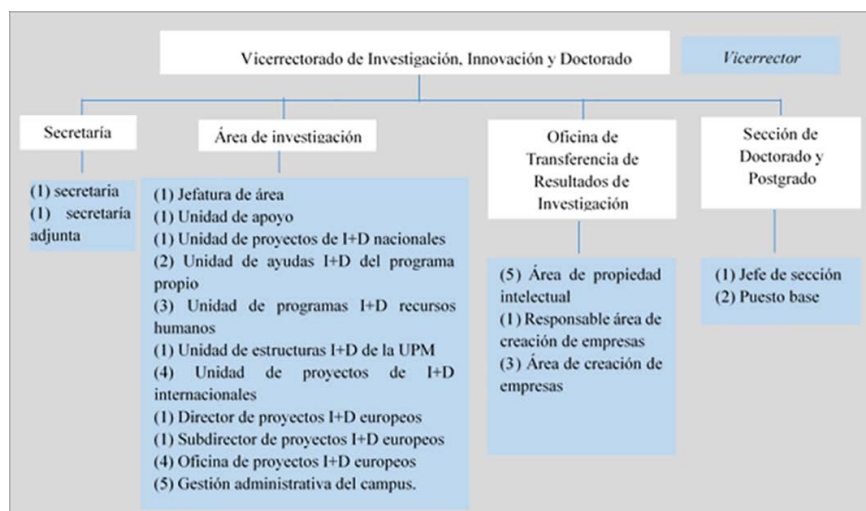 Vicerrectorado de Investigación, Innovación y Doctorado
Vicerrector
Secretaría
(1) secretaria
(1) secretaría
adjunta
Área de investigación
(1) Jefatura de área
(1) Unidad de apoyo
(1) Unidad de proyectos de I+D nacionales
(2) Unidad de ayudas I+D del programa
propio
(3) Unidad de programas I+D recursos
humanos
(1) Unidad de estructuras I+D de la UPM
(4) Unidad de proyectos de I+D
internacionales
(1) Director de proyectos I+D europeos
(1) Subdirector de proyectos I+D europeos
(4) Oficina de proyectos I+D europeos
(5) Gestión administrativa del campus.
Oficina de
Transferencia de
Resultados de
Investigación
(5) Área de propiedad
intelectual
(1) Responsable área de
creación de empresas
(3) Área de creación de
empresas
Sección de
Doctorado y
Postgrado
(1) Jefe de sección
(2) Puesto base